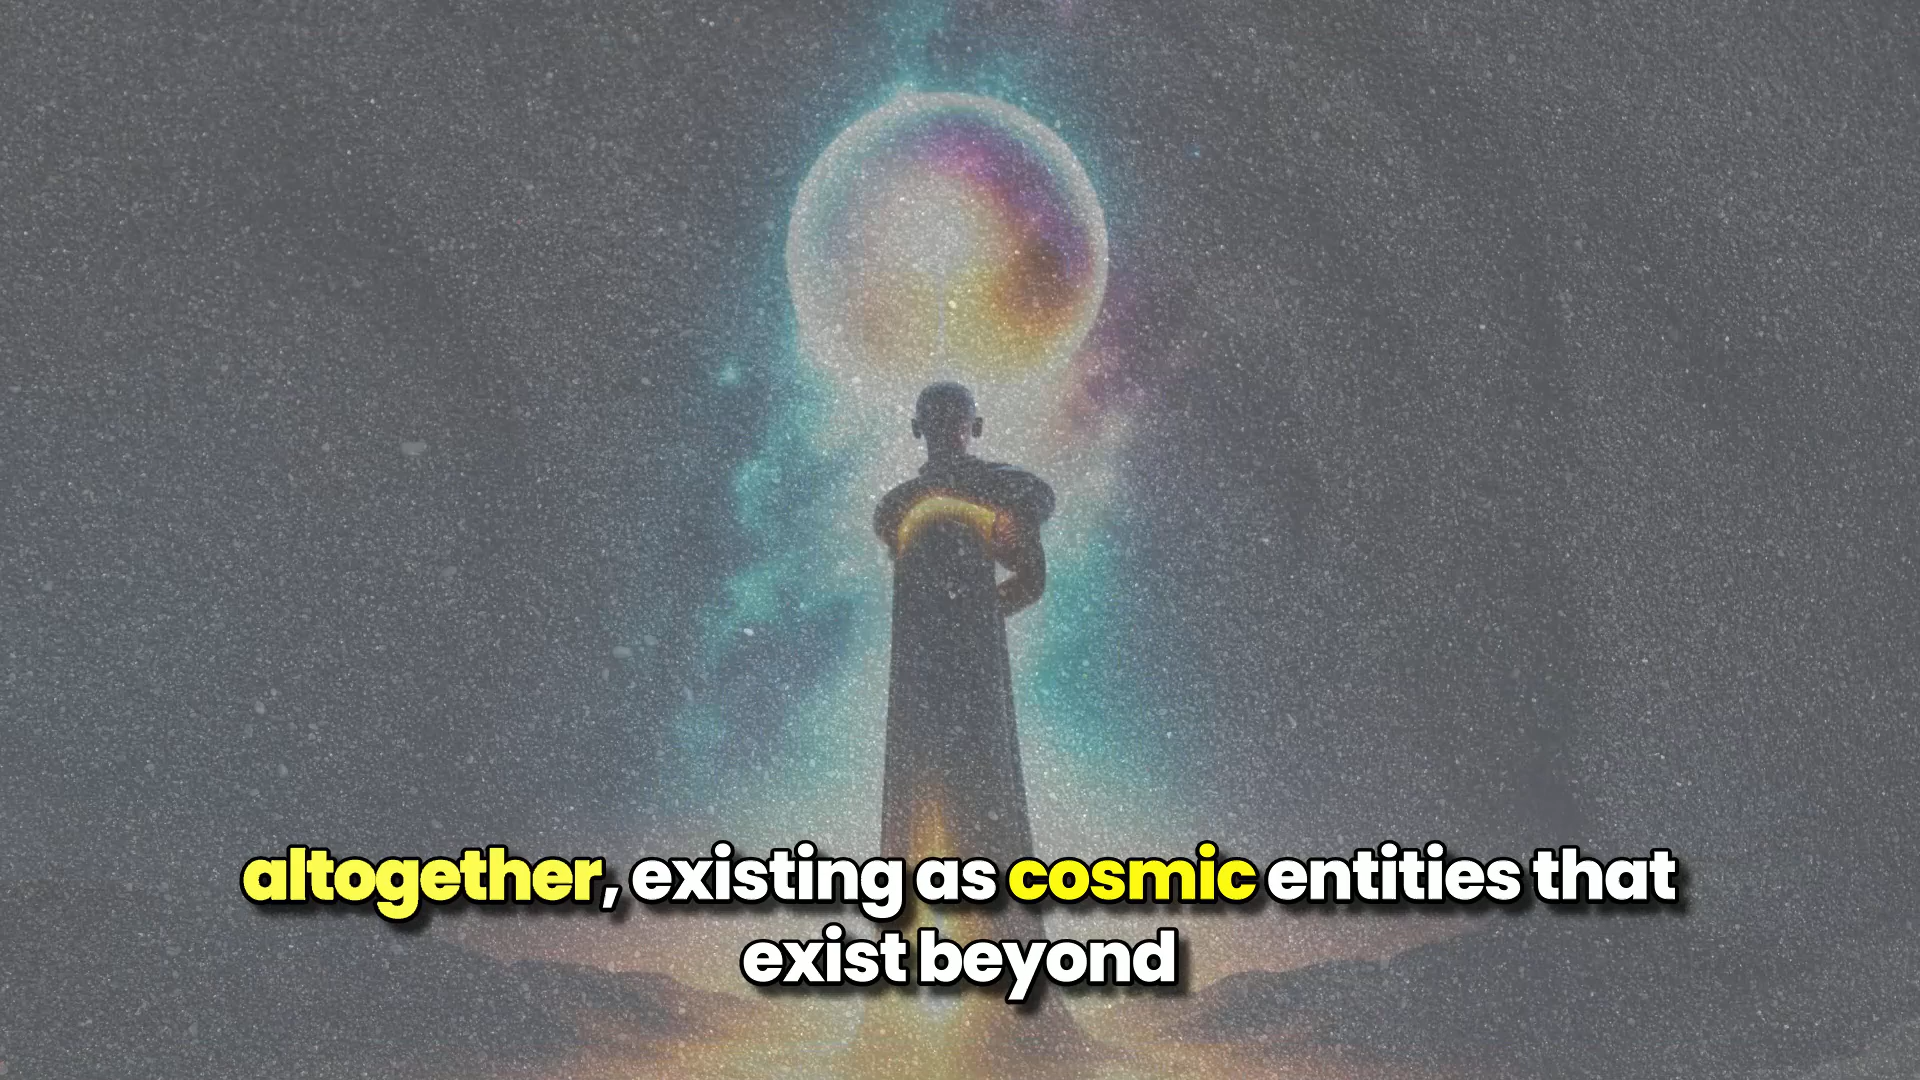 altogether, existing as cosmic entities that
exist beyond